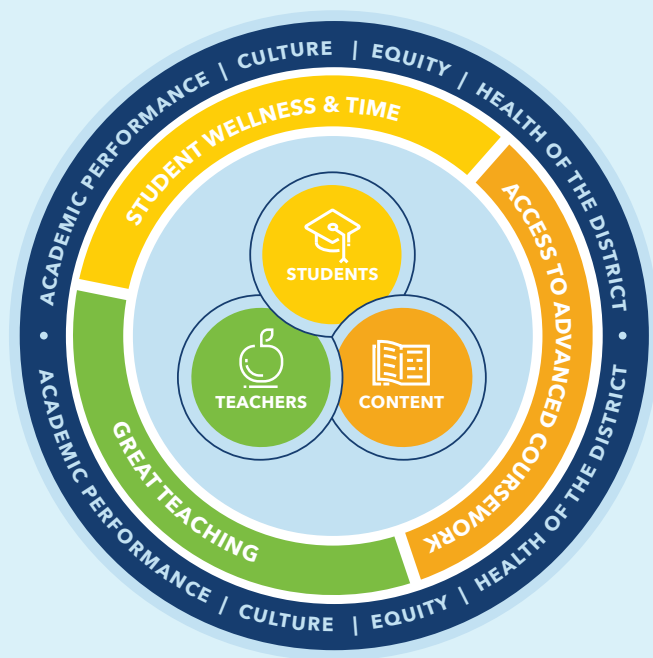 ACADEMIC PERFORMANCE | CULTURE | EQUITY | HEALTH OF THE DISTRICT
STUDENT WELLNESS & TIME
ACCESS TO ADVANCED COURSEWORK
STUDENTS
TEACHERS
CONTENT
GREAT TEACHING
• ACADEMIC PERFORMANCE | CULTURE | EQUITY | HEALTH OF THE DISTRICT •